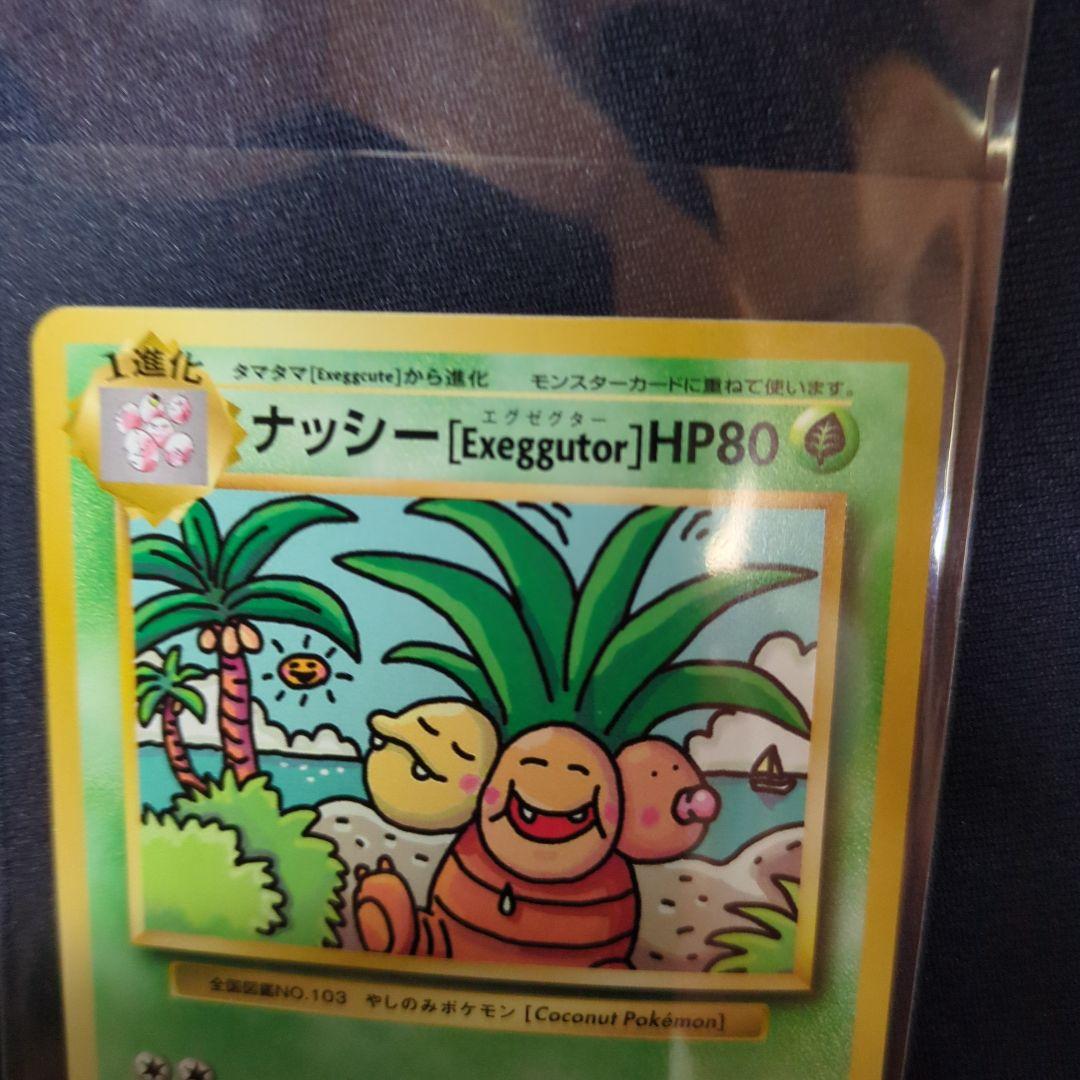 1進化
タマタマ[Exeggcute]から進化 モンスターカードに重ねて使います。
エグゼグター
ナッシー[Exeggutor]HP80
全国図鑑NO.103 やしのみポケモン [Coconut Pokémon]